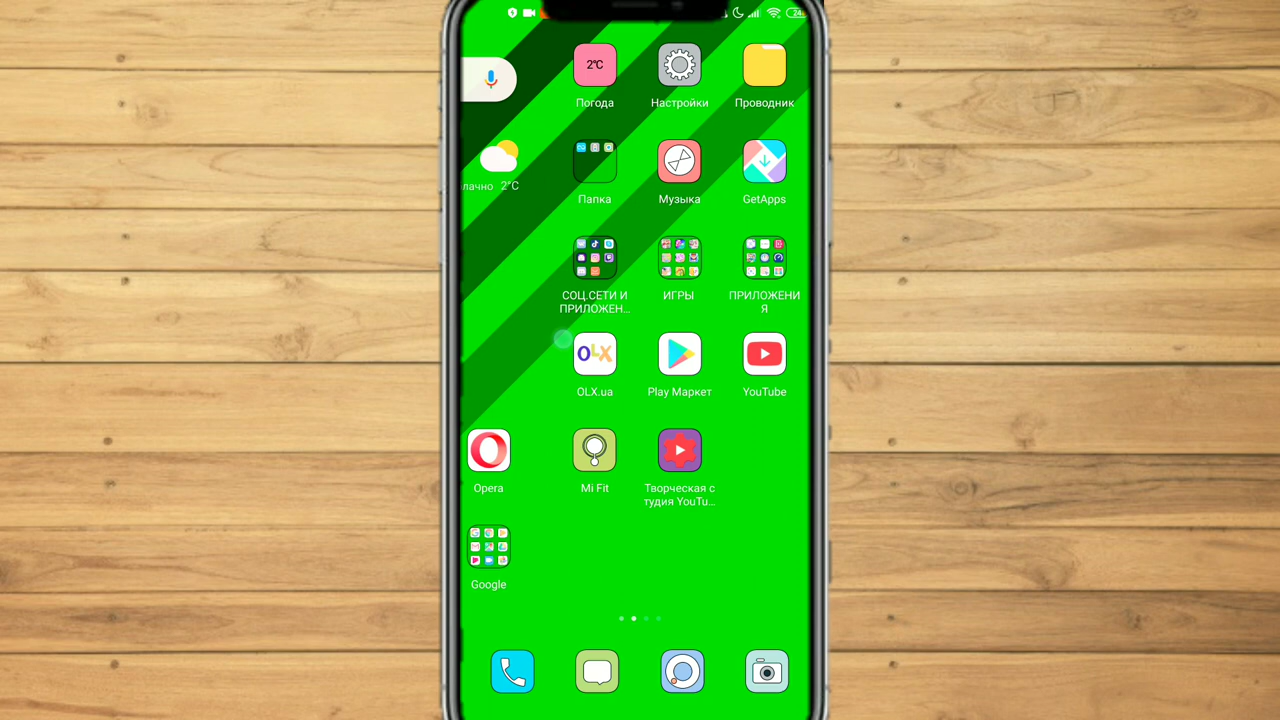 24
2°C
Погода
Настройки
Проводник
лачно 2°C
Папка
Музыка
GetApps
СОЦ.СЕТИ И
ПРИЛОЖЕН...
ИГРЫ
ПРИЛОЖЕНИ
Я
OLX
OLX.ua
Play Маркет
YouTube
Opera
Mi Fit
Творческая с
тудия YouTu...
Google